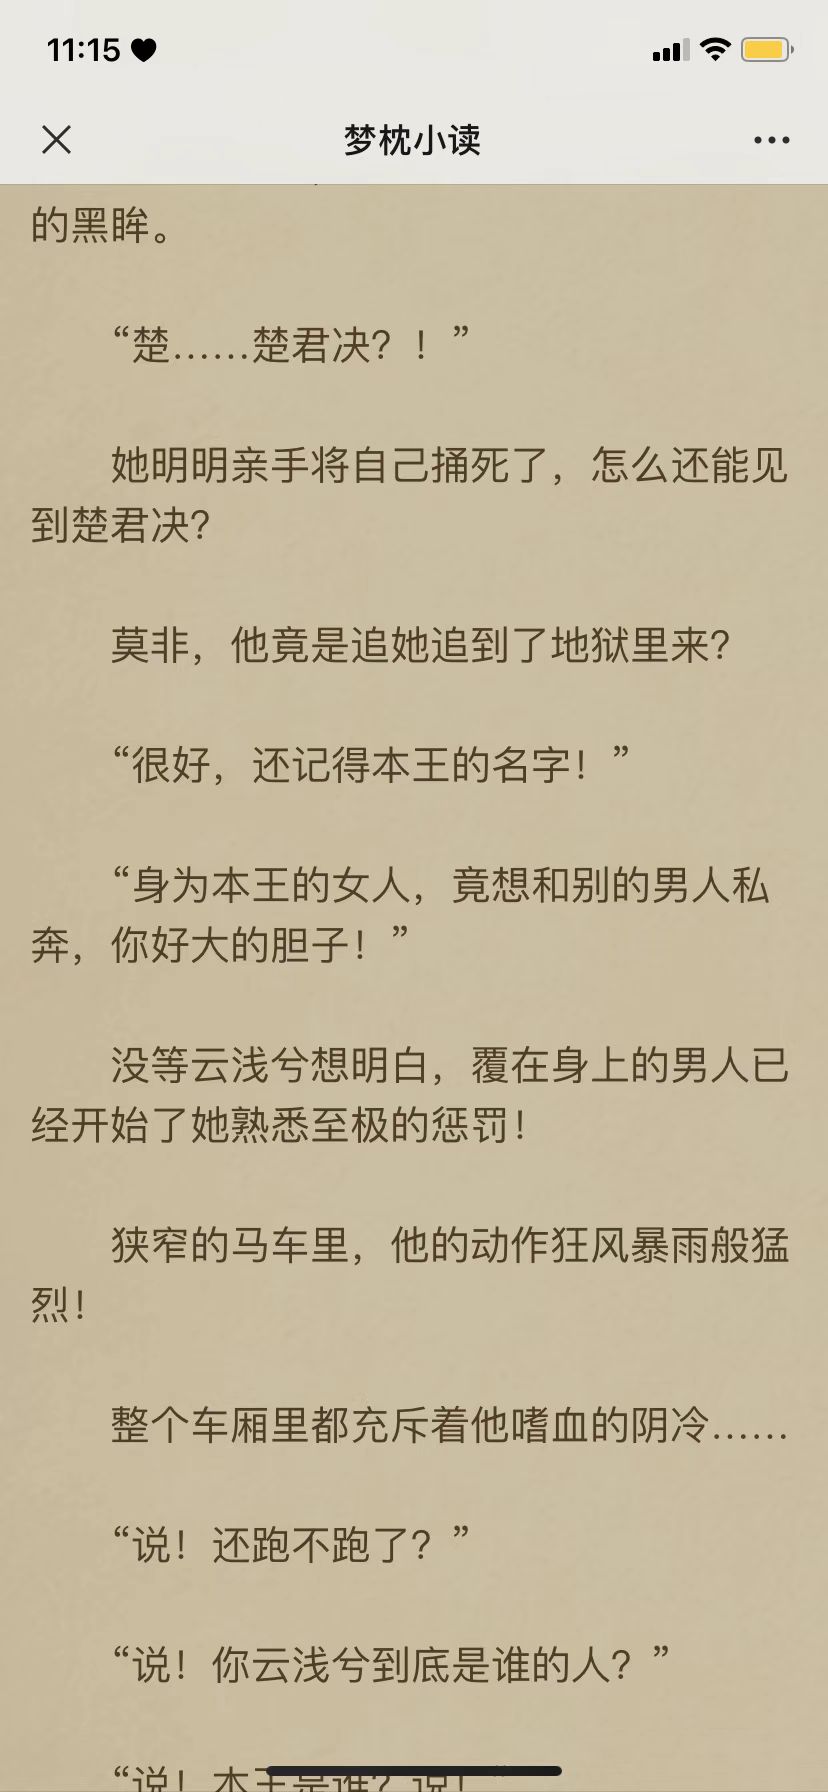 11:15
梦枕小读
的黑眸。
“楚……楚君决？！”
她明明亲手将自己捅死了，怎么还能见
到楚君决？
莫非，他竟是追她追到了地狱里来？
“很好，还记得本王的名字！”
“身为本王的女人，竟想和别的男人私
奔，你好大的胆子！”
没等云浅兮想明白，覆在身上的男人已
经开始了她熟悉至极的惩罚！
狭窄的马车里，他的动作狂风暴雨般猛
烈！
整个车厢里都充斥着他嗜血的阴冷……
“说！还跑不跑了？”
“说！你云浅兮到底是谁的人？”
“说！本王是谁？说！”